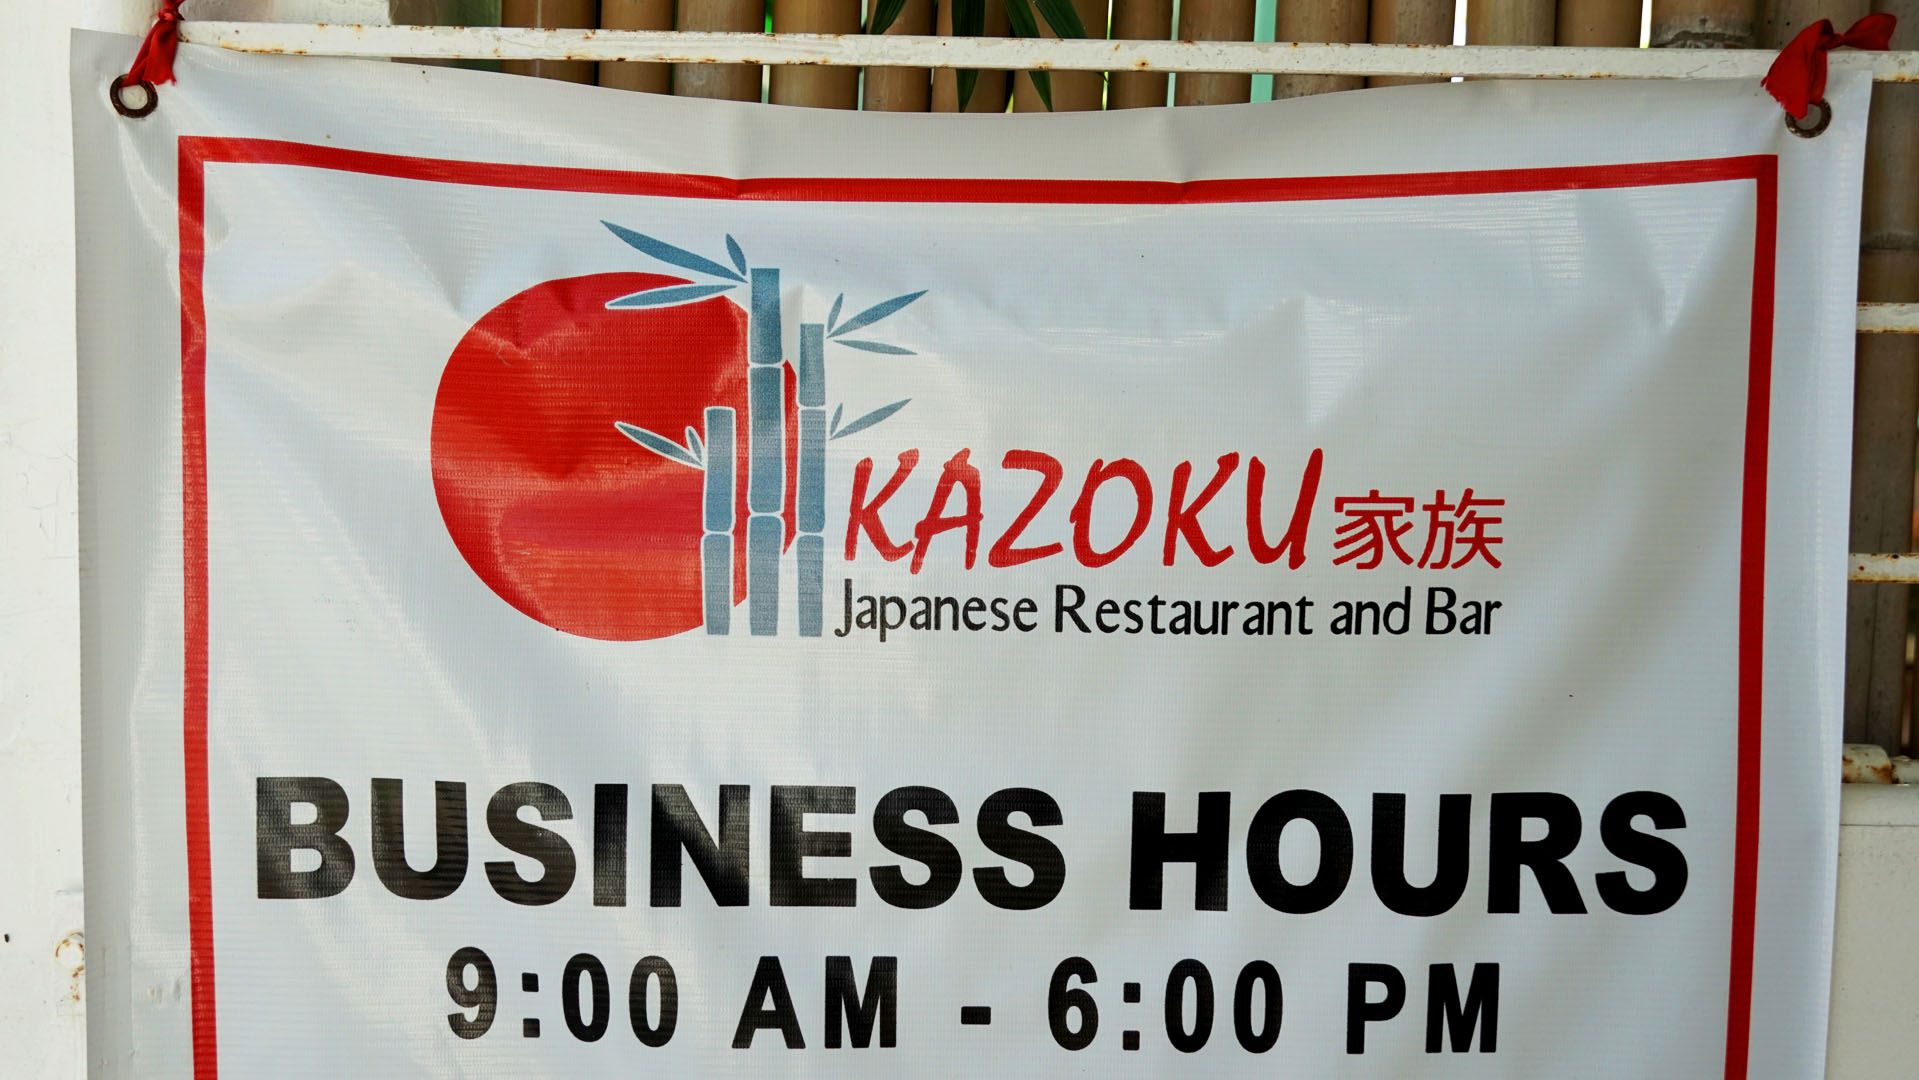 KAZOKU 家族
Japanese Restaurant and Bar
BUSINESS HOURS
9:00 AM - 6:00 PM